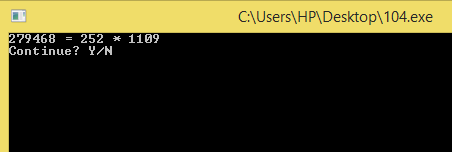 C:\Users\HP\Desktop\104.exe
279468 = 252 * 1109
Continue? Y/N